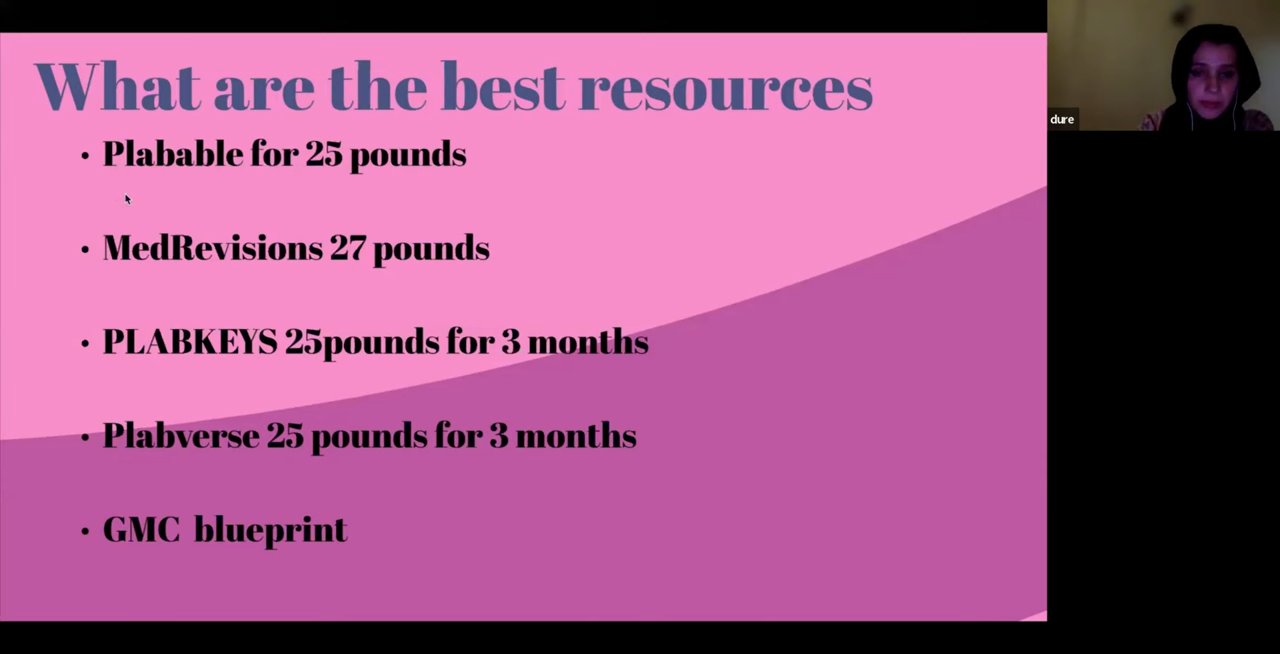 What are the best resources
• Plabable for 25 pounds
• MedRevisions 27 pounds
• PLABKEYS 25pounds for 3 months
• Plabverse 25 pounds for 3 months
• GMC blueprint
dure